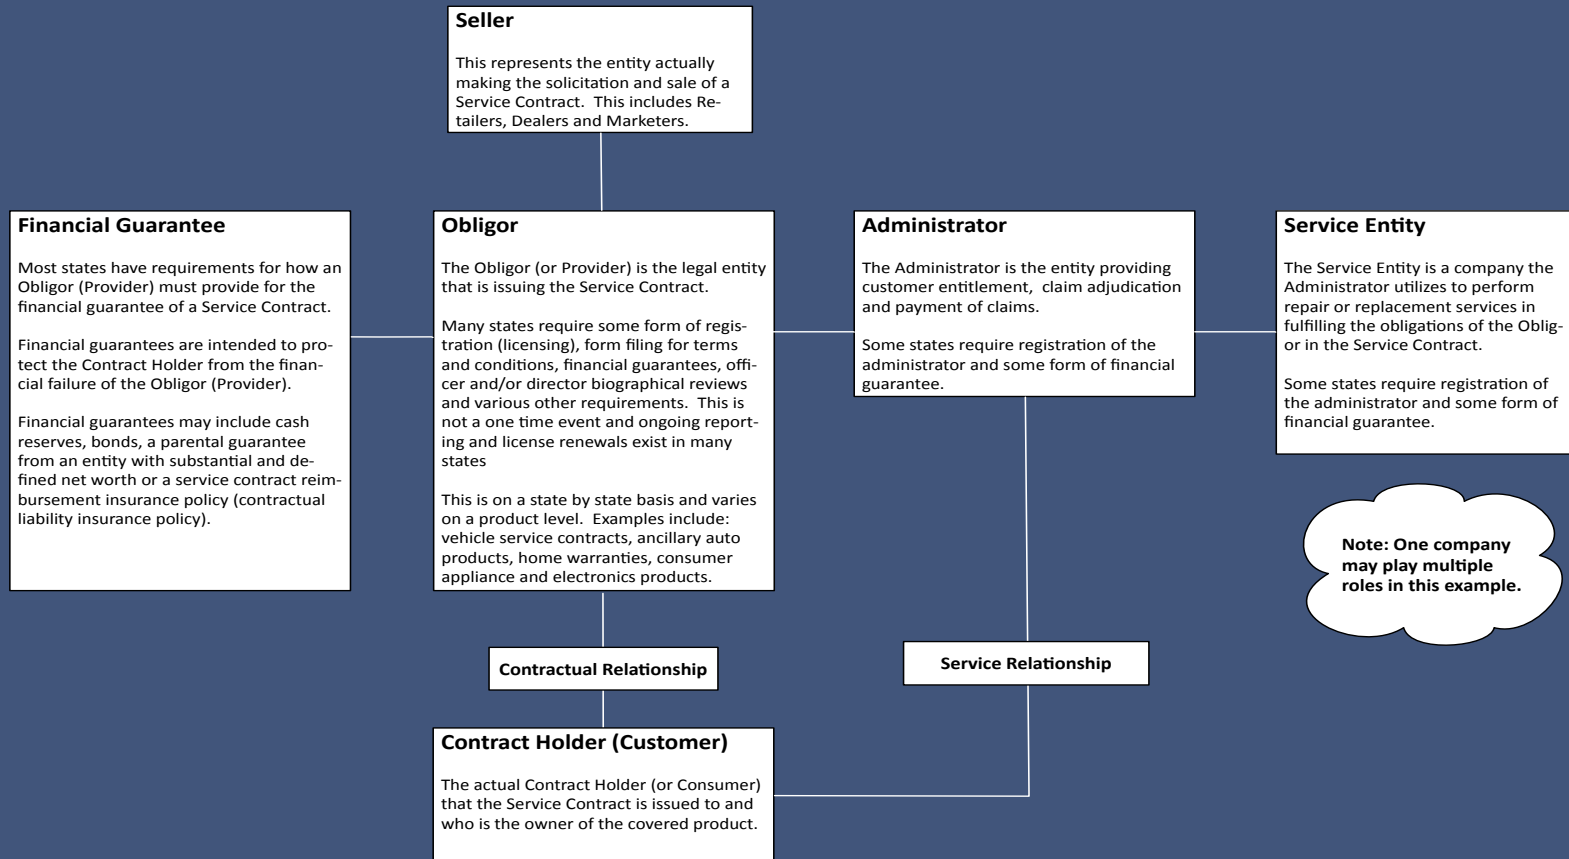 Seller
This represents the entity actually
making the solicitation and sale of a
Service Contract.  This includes Re-
tailers, Dealers and Marketers.
Financial Guarantee
Most states have requirements for how an
Obligor (Provider) must provide for the
financial guarantee of a Service Contract.
Financial guarantees are intended to pro-
tect the Contract Holder from the finan-
cial failure of the Obligor (Provider).
Financial guarantees may include cash
reserves, bonds, a parental guarantee
from an entity with substantial and de-
fined net worth or a service contract reim-
bursement insurance policy (contractual
liability insurance policy).
Obligor
The Obligor (or Provider) is the legal entity
that is issuing the Service Contract.
Many states require some form of regis-
tration (licensing), form filing for terms
and conditions, financial guarantees, offi-
cer and/or director biographical reviews
and various other requirements.  This is
not a one time event and ongoing report-
ing and license renewals exist in many
states
This is on a state by state basis and varies
on a product level.  Examples include:
vehicle service contracts, ancillary auto
products, home warranties, consumer
appliance and electronics products.
Administrator
The Administrator is the entity providing
customer entitlement,  claim adjudication
and payment of claims.
Some states require registration of the
administrator and some form of financial
guarantee.
Service Entity
The Service Entity is a company the
Administrator utilizes to perform
repair or replacement services in
fulfilling the obligations of the Oblig-
or in the Service Contract.
Some states require registration of
the administrator and some form of
financial guarantee.
Note: One company
may play multiple
roles in this example.
Contractual Relationship
Service Relationship
Contract Holder (Customer)
The actual Contract Holder (or Consumer)
that the Service Contract is issued to and
who is the owner of the covered product.